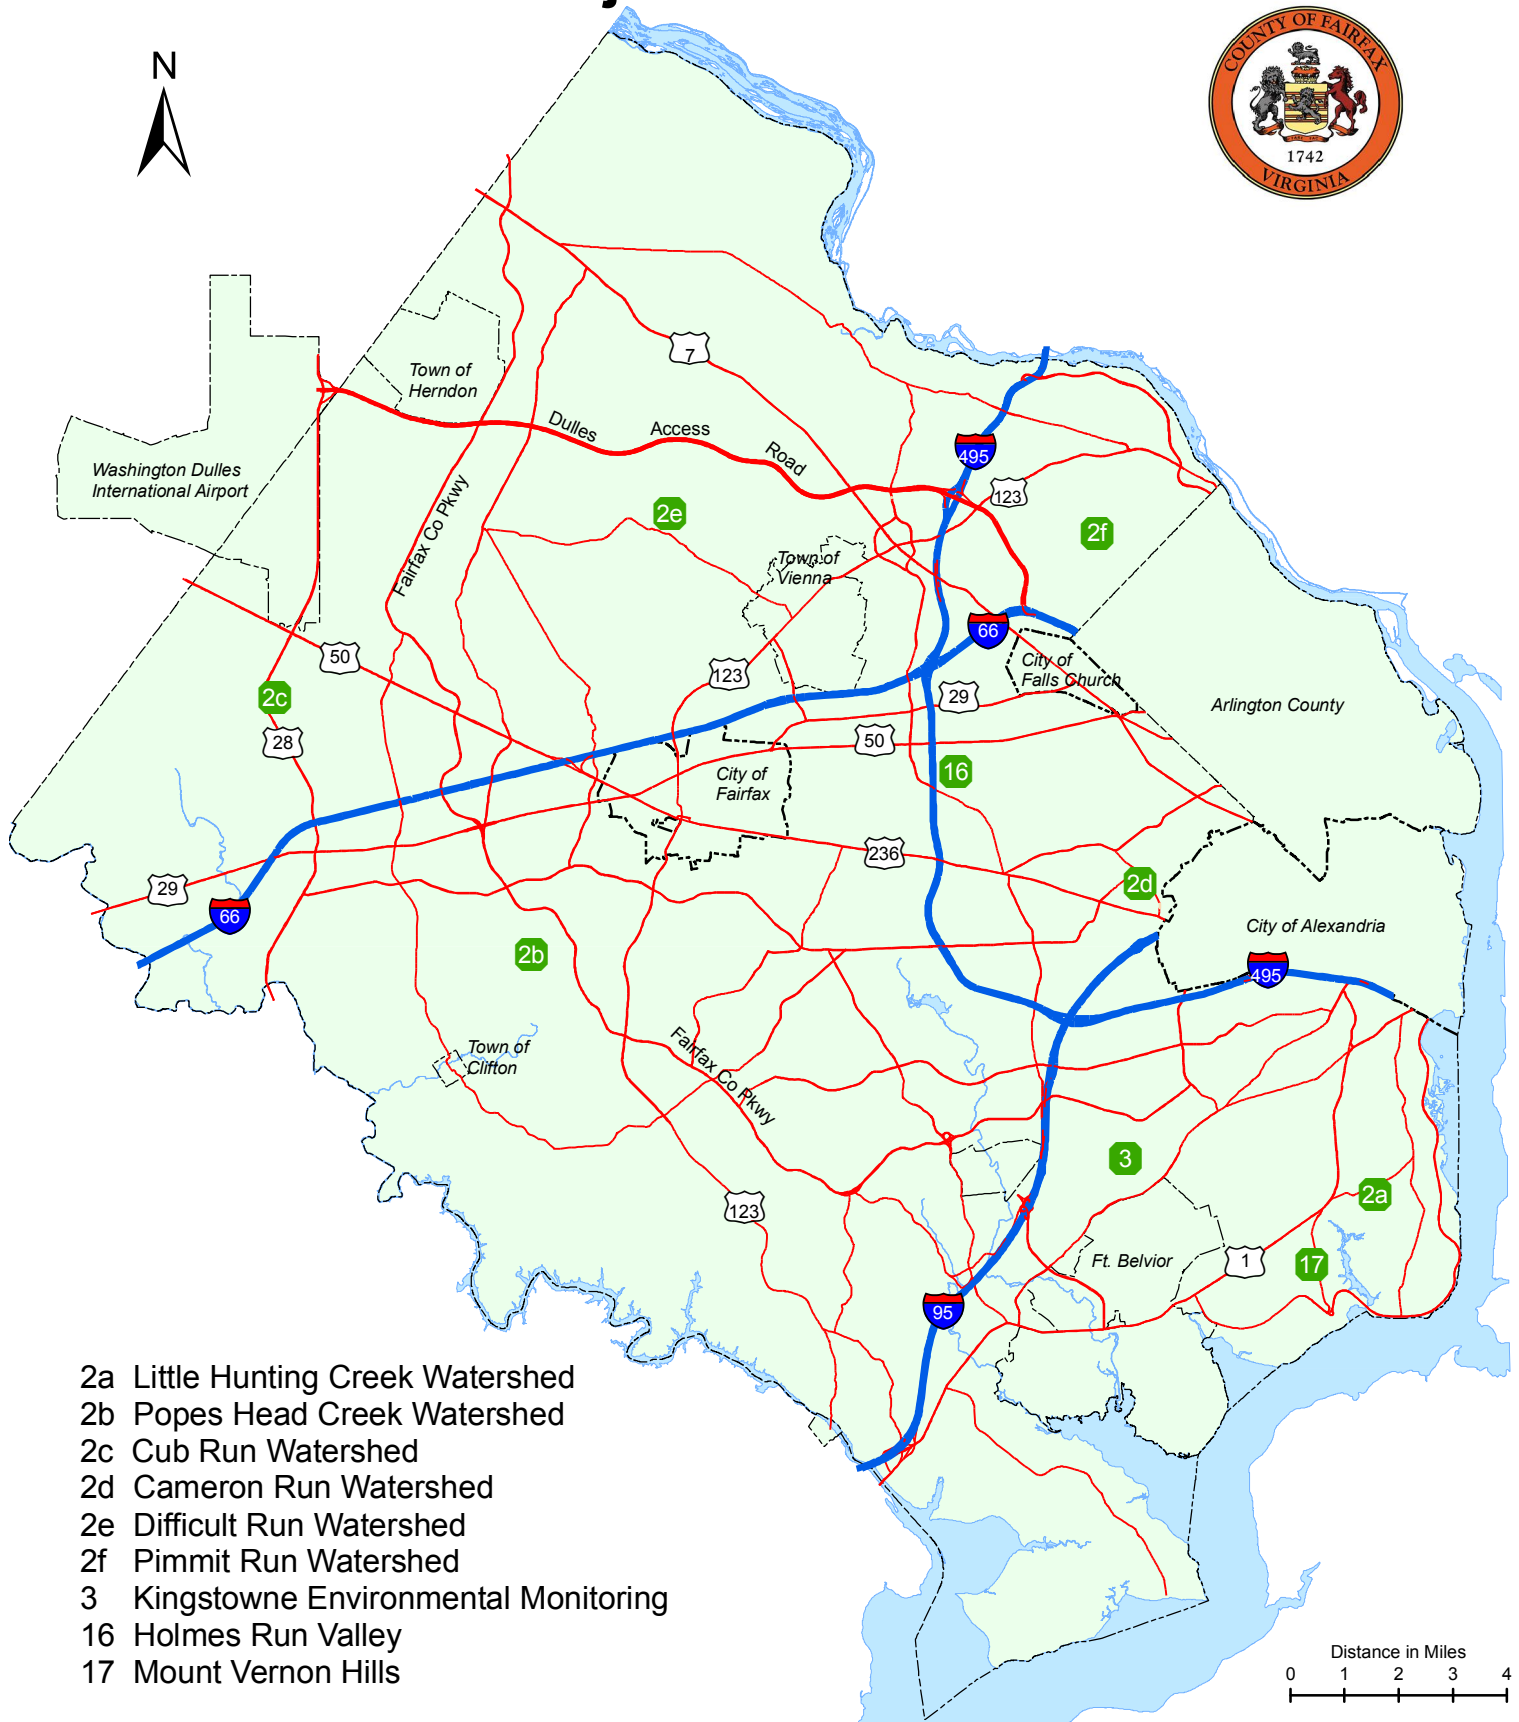 COUNTY OF FAIRFAX
1742
VIRGINIA
N
7
Town of
Herndon
Dulles
Access
Road
495
123
Washington Dulles
International Airport
Fairfax Co Pkwy
2e
2f
Town of
Vienna
66
50
City of
Falls Church
123
2c
29
Arlington County
28
50
16
City of
Fairfax
236
2d
29
66
City of Alexandria
2b
495
Town of
Clifton
Fairfax Co Pkwy
3
2a
123
Ft. Belvior
1
17
95
2a Little Hunting Creek Watershed
2b Popes Head Creek Watershed
2c Cub Run Watershed
2d Cameron Run Watershed
2e Difficult Run Watershed
2f Pimmit Run Watershed
3 Kingstowne Environmental Monitoring
16 Holmes Run Valley
17 Mount Vernon Hills
Distance in Miles
0 1 2 3 4